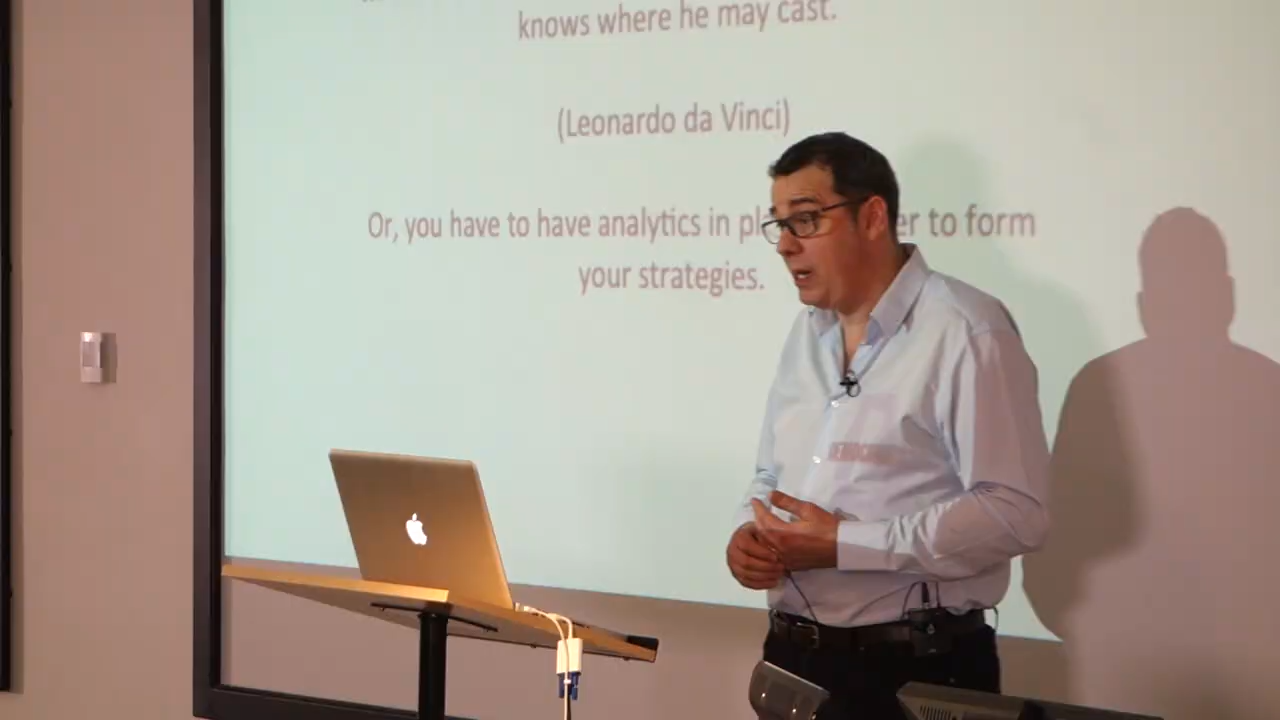 knows where he may cast.
(Leonardo da Vinci)
Or, you have to have analytics in er to form
your strategies.